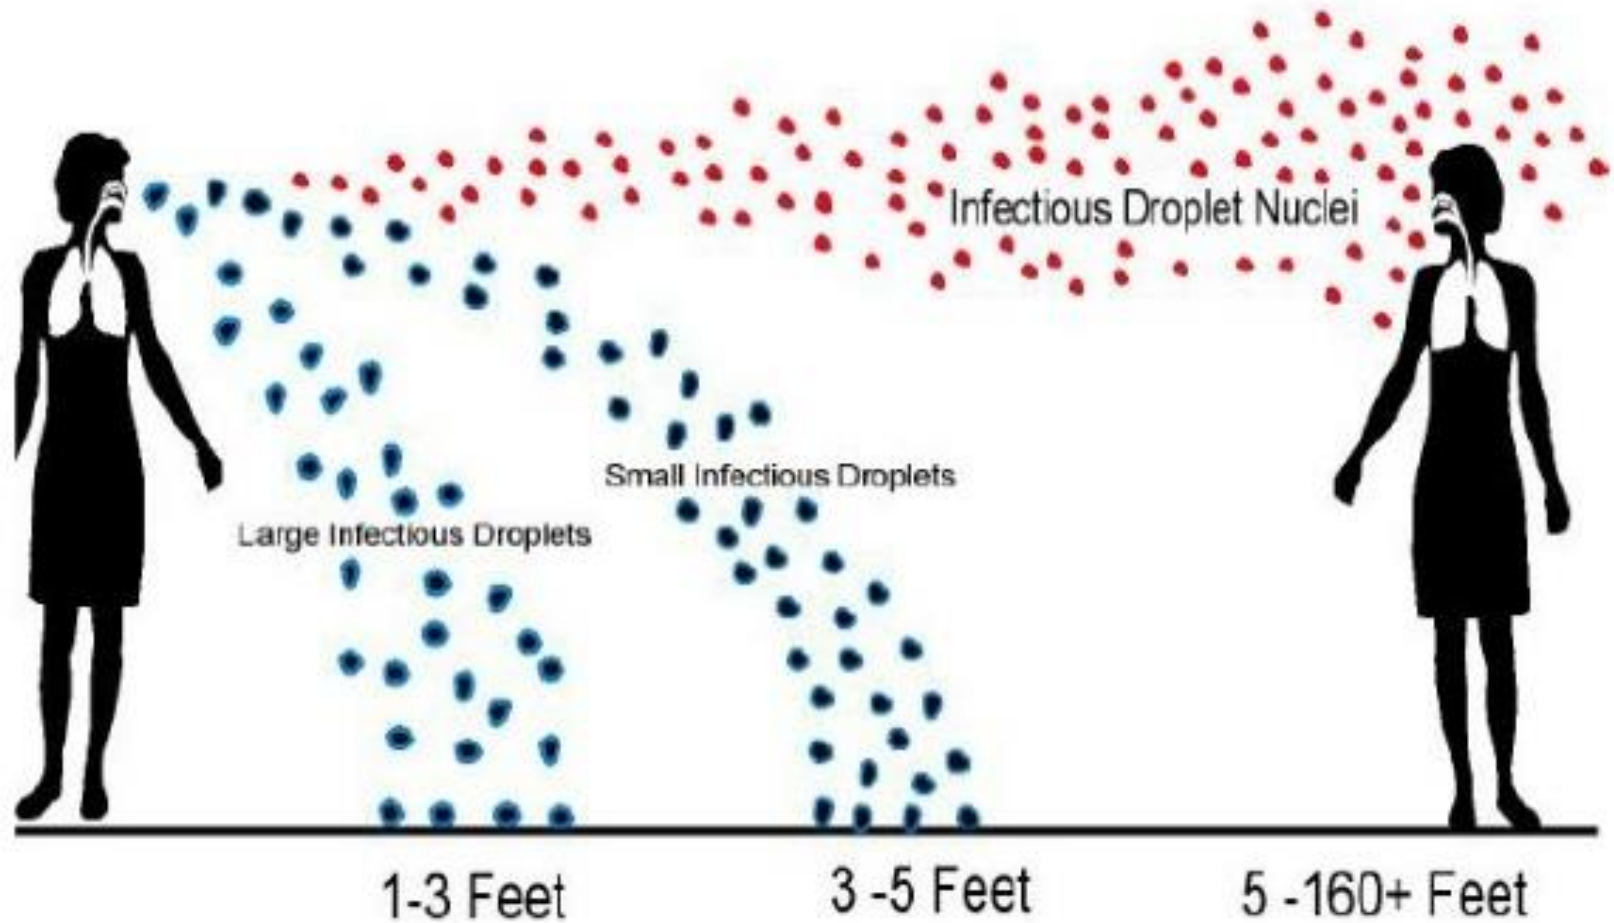 Infectious Droplet Nuclei
Small Infectious Droplets
Large Infectious Droplets
1-3 Feet
3 -5 Feet
5 -160+ Feet